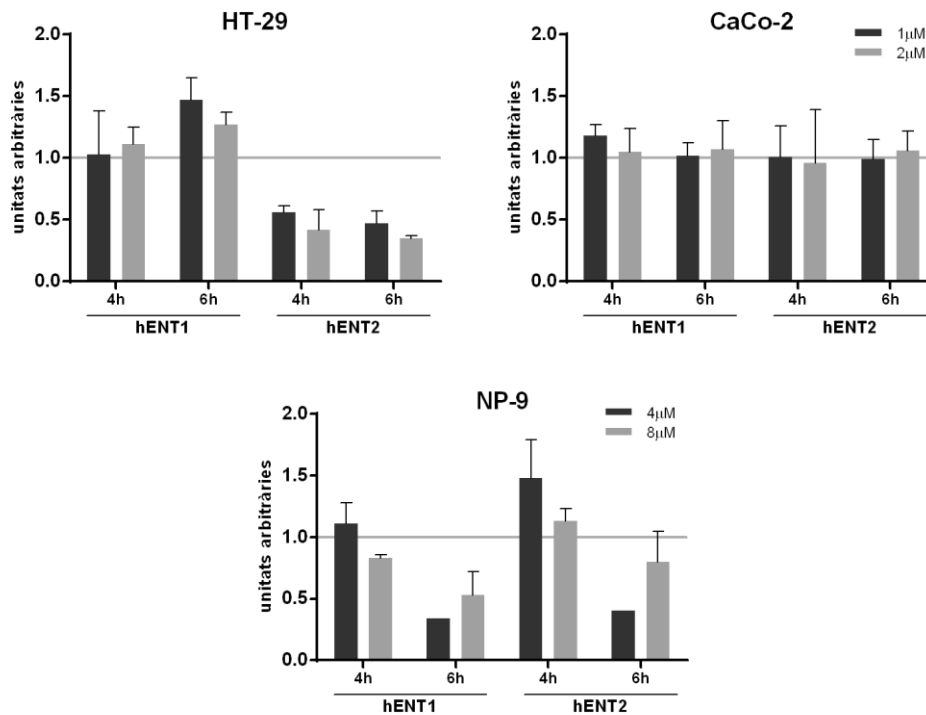 HT-29
unitats arbitràries
2.0
1.5
1.0
0.5
0.0
4h 6h 4h 6h
hENT1 hENT2
CaCo-2
1µM
2µM
unitats arbitràries
2.0
1.5
1.0
0.5
0.0
4h 6h 4h 6h
hENT1 hENT2
NP-9
4µM
8µM
unitats arbitràries
2.0
1.5
1.0
0.5
0.0
4h 6h 4h 6h
hENT1 hENT2